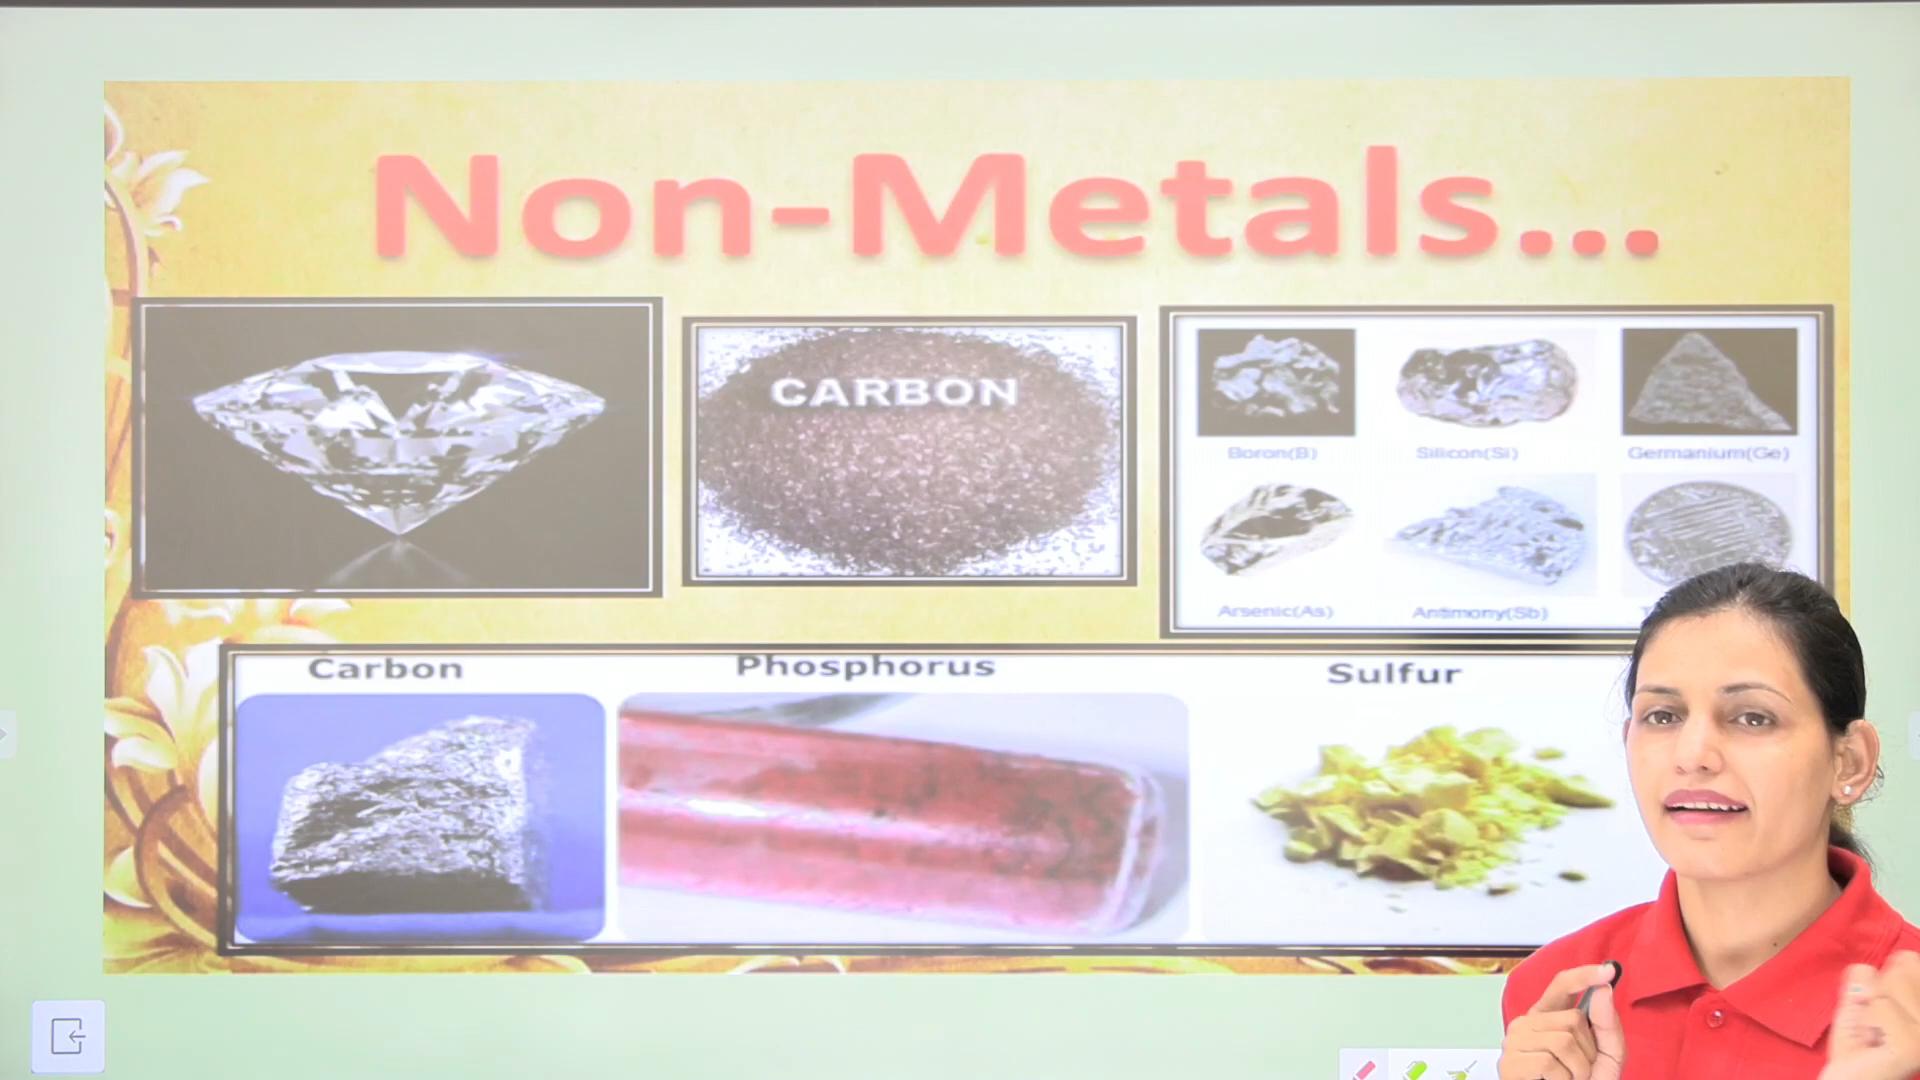 Non-Metals...
CARBON
Boron(B) Silicon(Si) Germanium(Ge)
Arsenic(As) Antimony(Sb)
Carbon Phosphorus Sulfur